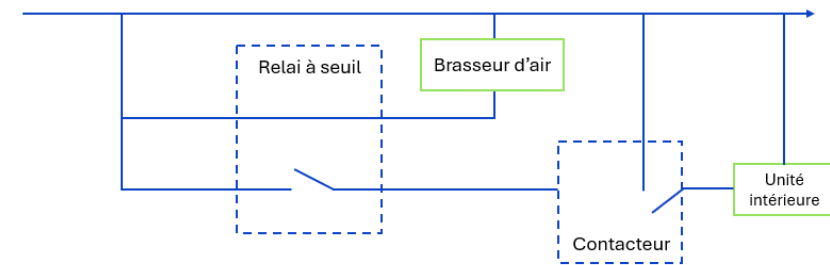 Relai à seuil
Brasseur d'air
Unité
intérieure
Contacteur